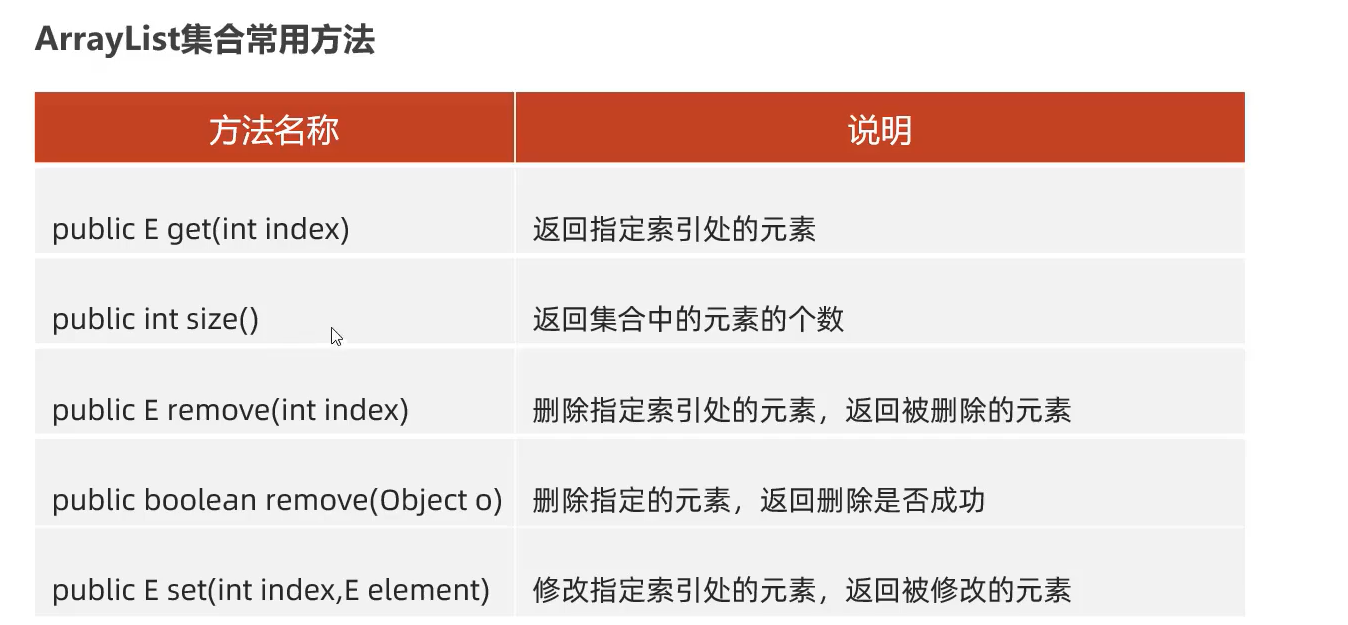 ArrayList集合常用方法
方法名称 说明
public E get(int index) 返回指定索引处的元素
public int size() 返回集合中的元素的个数
public E remove(int index) 删除指定索引处的元素，返回被删除的元素
public boolean remove(Object o) 删除指定的元素，返回删除是否成功
public E set(int index,E element) 修改指定索引处的元素，返回被修改的元素